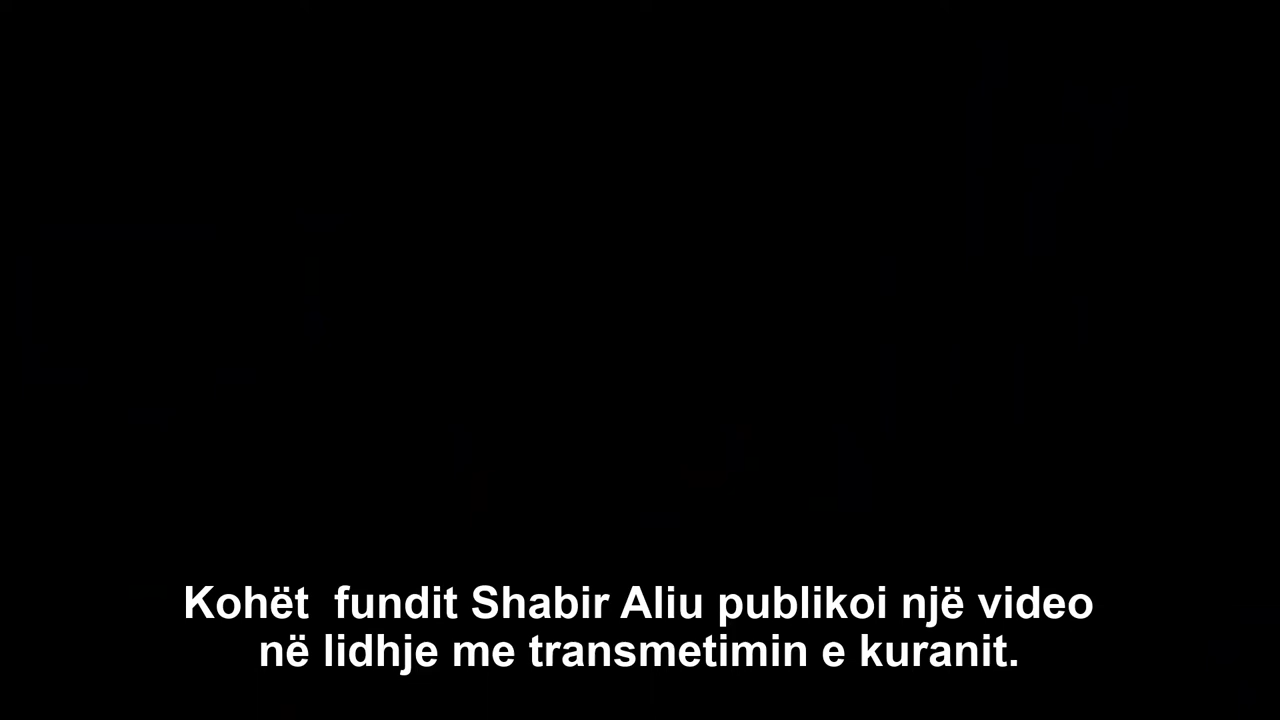 Kohët  fundit Shabir Aliu publikoi një video
në lidhje me transmetimin e kuranit.